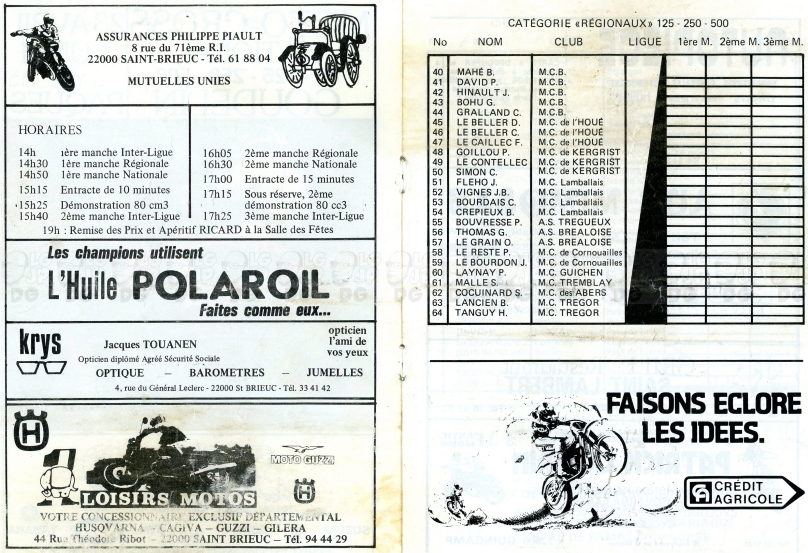 ASSURANCES PHILIPPE PIAULT
8 rue du 71ème R.I.
22000 SAINT-BRIEUC - Tél. 61 88 04
MUTUELLES UNIES
HORAIRES
14h 1ère manche Inter-Ligue
14h30 1ère manche Régionale
14h50 1ère manche Nationale
15h15 Entracte de 10 minutes
15h25 Démonstration 80 cm3
15h40 2ème manche Inter-Ligue
16h05 2ème manche Régionale
16h30 2ème manche Nationale
17h00 Entracte de 15 minutes
17h15 Sous réserve, 2ème
démonstration 80 cc3
17h25 3ème manche Inter-Ligue
19h : Remise des Prix et Apéritif RICARD à la Salle des Fêtes
Les champions utilisent
L'Huile POLAROIL
Faites comme eux...
krys
Jacques TOUANEN
opticien
l'ami de
vos yeux
Opticien diplômé Agréé Sécurité Sociale
OPTIQUE - BAROMETRES - JUMELLES
4, rue du Général Leclerc - 22000 St BRIEUC - Tél. 33 41 42
H
MOTO GUZZI
1
H
LOISIRS MOTOS
VOTRE CONCESSIONNAIRE EXCLUSIF DÉPARTEMENTAL
HUSQVARNA - CAGIVA - GUZZI - GILERA
44 Rue Théodore Ribot - 22000 SAINT BRIEUC - Tél. 94 44 29
CATÉGORIE «RÉGIONAUX» 125 - 250 - 500
No NOM CLUB LIGUE 1ère M. 2ème M. 3ème M.
40 MAHÉ B. M.C.B.
41 DAVID P. M.C.B.
42 HINAULT J. M.C.B.
43 BOHU G. M.C.B.
44 GRALLAND C. M.C.B.
45 LE BELLER D. M.C. de l'HOUÉ
46 LE BELLER C. M.C. de l'HOUÉ
47 LE CAILLEC F. M.C. de l'HOUÉ
48 GOILLOU P. M.C. de KERGRIST
49 LE CONTELLEC M.C. de KERGRIST
50 SIMON C. M.C. de KERGRIST
51 FLEHO J. M.C. Lamballais
52 VIGNES J.B. M.C. Lamballais
53 BOURDAIS C. M.C. Lamballais
54 CREPIEUX B. M.C. Lamballais
55 BOUVRESSE P. A.S. TREGUEUX
56 THOMAS G. A.S. BREALOISE
57 LE GRAIN O. A.S. BREALOISE
58 LE RESTE P. M.C. de Cornouailles
59 LE BOURDON J. M.C. de Cornouailles
60 LAYNAY P. M.C. GUICHEN
61 MALLE S. M.C. TREMBLAY
62 COCUINARD S. M.C. des ABERS
63 LANCIEN B. M.C. TREGOR
64 TANGUY H. M.C. TREGOR
FAISONS ECLORE
LES IDEES.
CRÉDIT
AGRICOLE